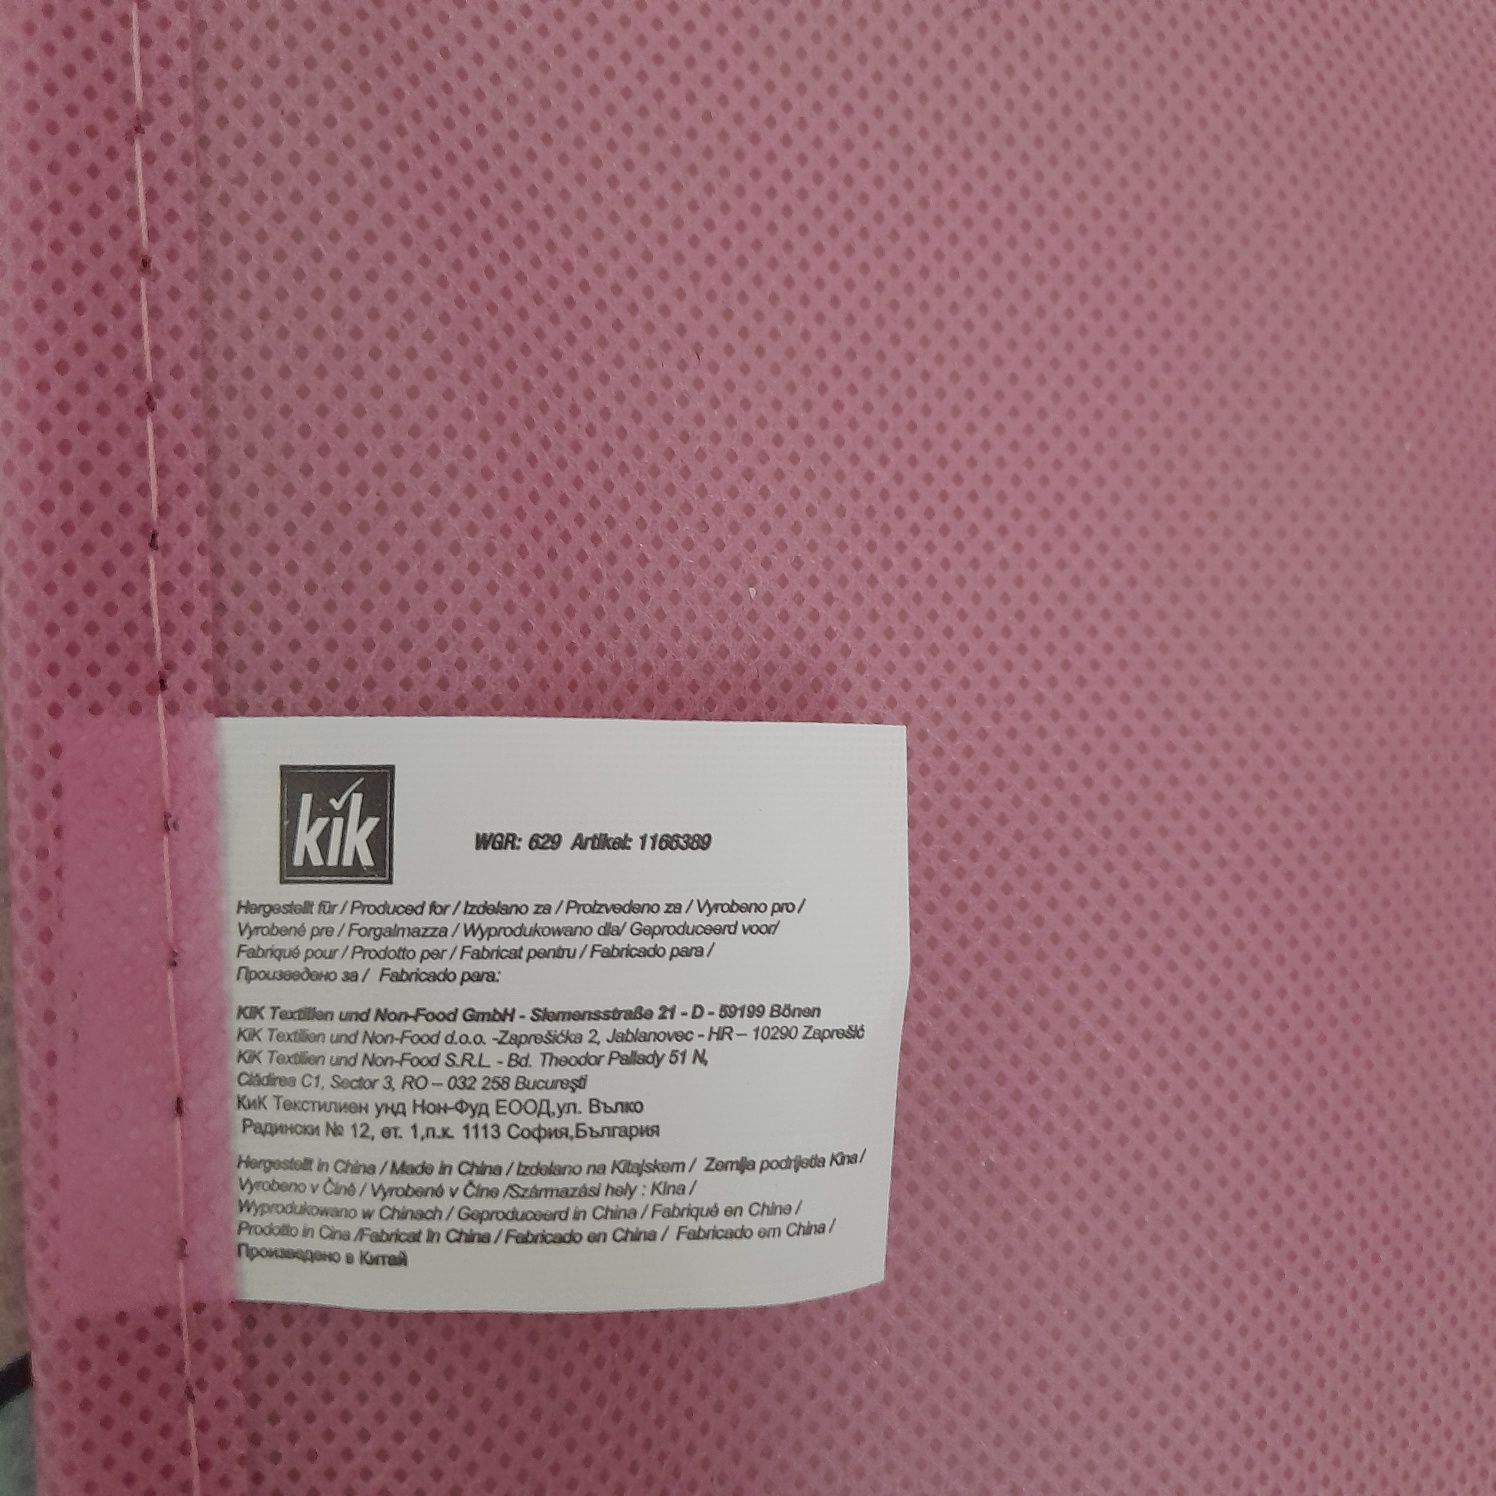 kik
WGR: 629 Artikel: 1166389
Hergestellt für / Produced for / Izdelano za / Proizvedeno za / Vyrobeno pro /
Vyrobené pre / Forgalmazza / Wyprodukowano dla/ Geproduceerd voor/
Fabriqué pour / Prodotto per / Fabricat pentru / Fabricado para /
Произведено за / Fabricado para:
KiK Textilien und Non-Food GmbH - Siemensstraße 21 - D - 59199 Bönen
KiK Textilien und Non-Food d.o.o. -Zaprešićka 2, Jablanovec - HR – 10290 Zaprešić
KiK Textilien und Non-Food S.R.L. - Bd. Theodor Pallady 51 N,
Clădirea C1, Sector 3, RO – 032 258 Bucureşti
КиК Текстилиен унд Нон-Фуд ЕООД,ул. Вълко
Радински № 12, ет. 1,п.к. 1113 София,България
Hergestellt in China / Made in China / Izdelano na Kitajskem / Zemlja podrijetla Kina /
Vyrobeno v Číně / Vyrobené v Číne /Származási hely : Kína /
Wyprodukowano w Chinach / Geproduceerd in China / Fabriqué en Chine /
Prodotto in Cina /Fabricat în China / Fabricado en China / Fabricado em China /
Произведено в Китай